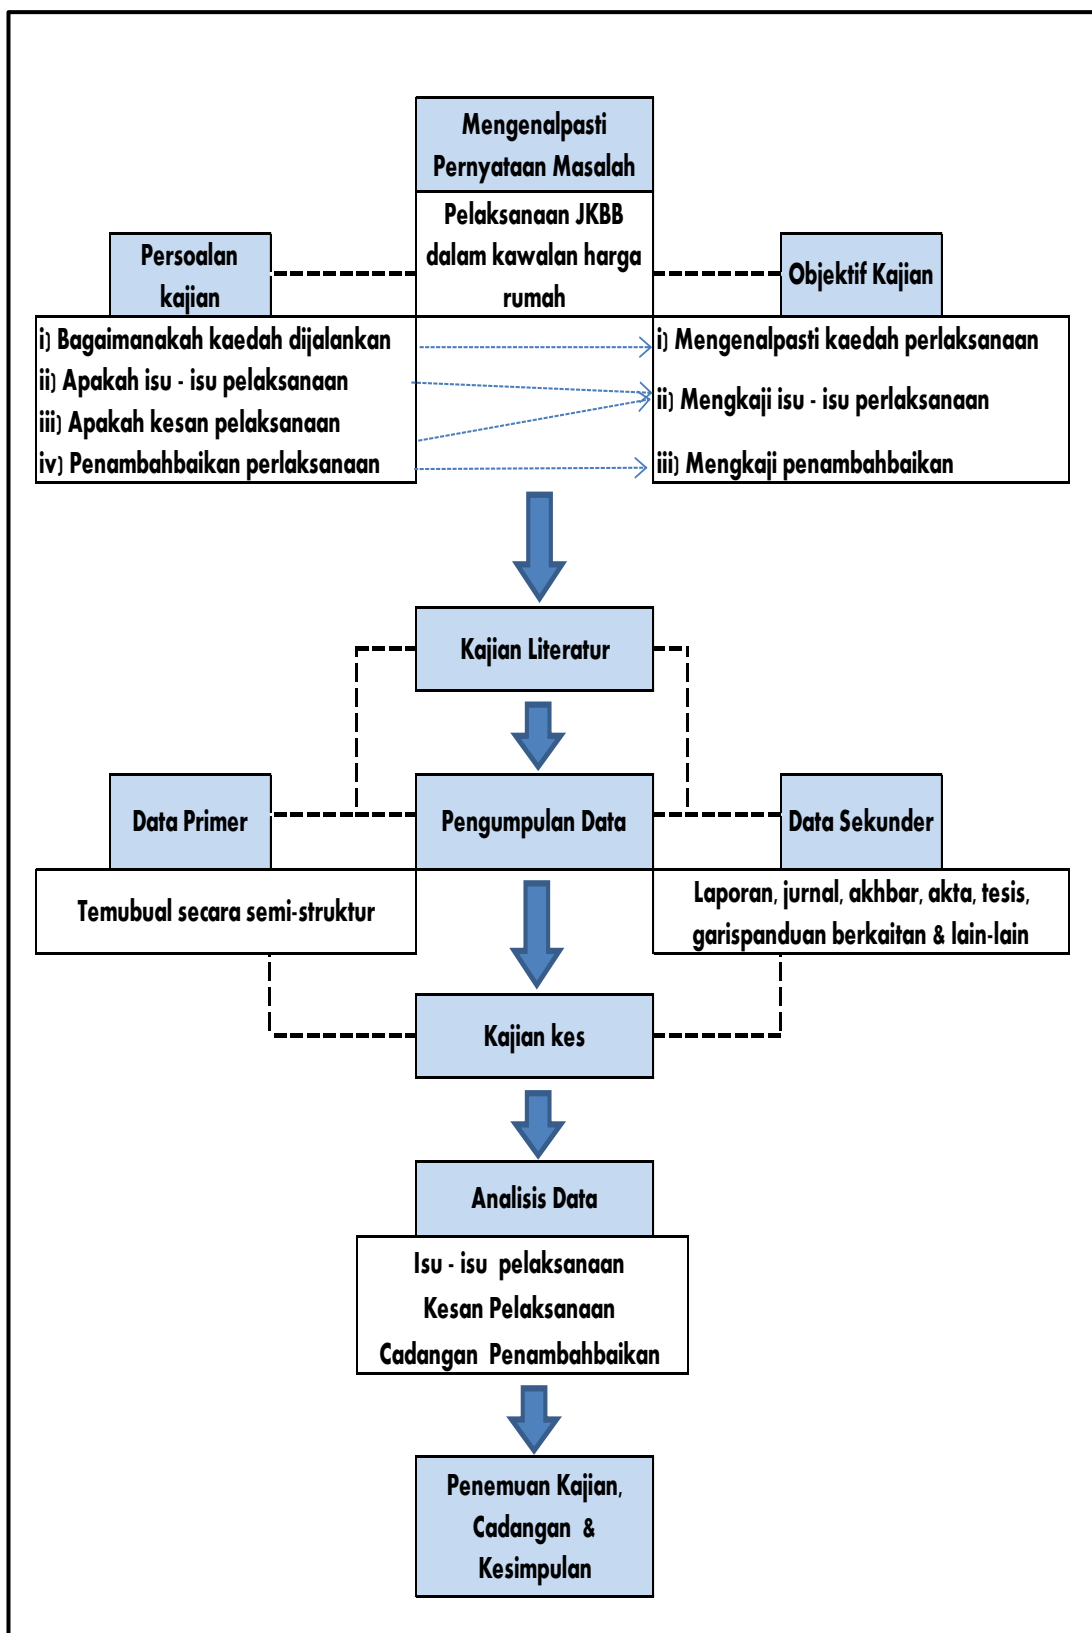 Mengenalpasti
Pernyataan Masalah
Pelaksanaan JKBB
dalam kawalan harga
rumah
Persoalan
kajian
Objektif Kajian
i) Bagaimanakah kaedah dijalankan
ii) Apakah isu - isu pelaksanaan
iii) Apakah kesan pelaksanaan
iv) Penambahbaikan perlaksanaan
i) Mengenalpasti kaedah perlaksanaan
ii) Mengkaji isu - isu perlaksanaan
iii) Mengkaji penambahbaikan
Kajian Literatur
Data Primer
Pengumpulan Data
Data Sekunder
Temubual secara semi-struktur
Laporan, jurnal, akhbar, akta, tesis,
garispanduan berkaitan & lain-lain
Kajian kes
Analisis Data
Isu - isu pelaksanaan
Kesan Pelaksanaan
Cadangan Penambahbaikan
Penemuan Kajian,
Cadangan &
Kesimpulan